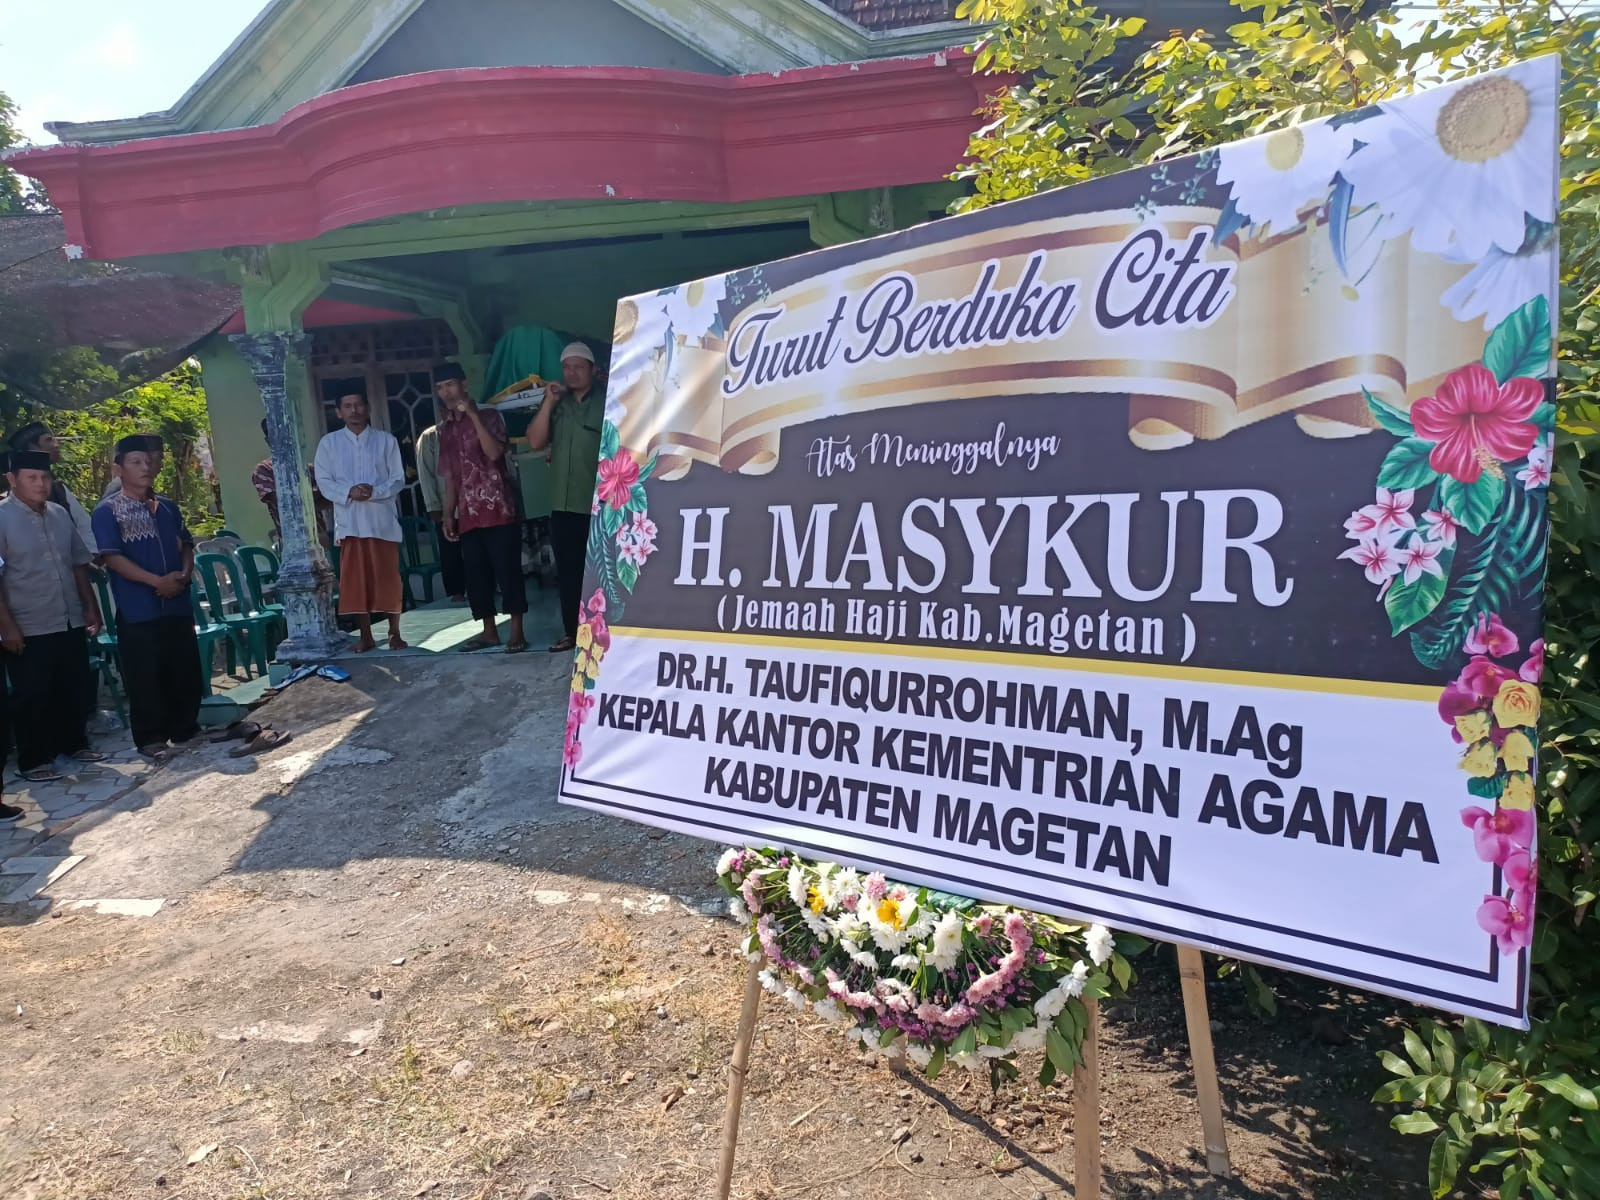 Turut Berduka Cita
Atas Meninggalnya
H. MASYKUR
( Jemaah Haji Kab.Magetan )
DR.H. TAUFIQURROHMAN, M.Ag
KEPALA KANTOR KEMENTRIAN AGAMA
KABUPATEN MAGETAN